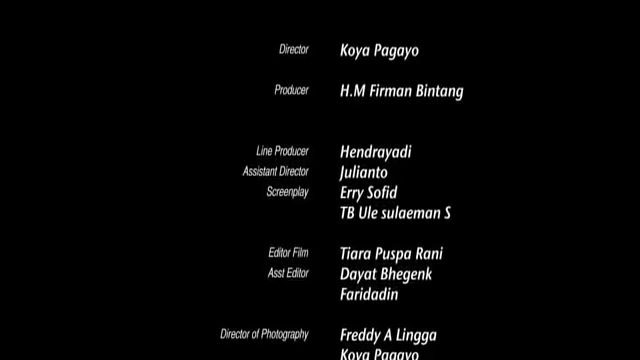 Director Koya Pagayo
Producer H.M Firman Bintang
Line Producer Hendrayadi
Assistant Director Julianto
Screenplay Erry Sofid
TB Ule sulaeman S
Editor Film Tiara Puspa Rani
Asst Editor Dayat Bhegenk
Faridadin
Director of Photography Freddy A Lingga
Koya Pagayo